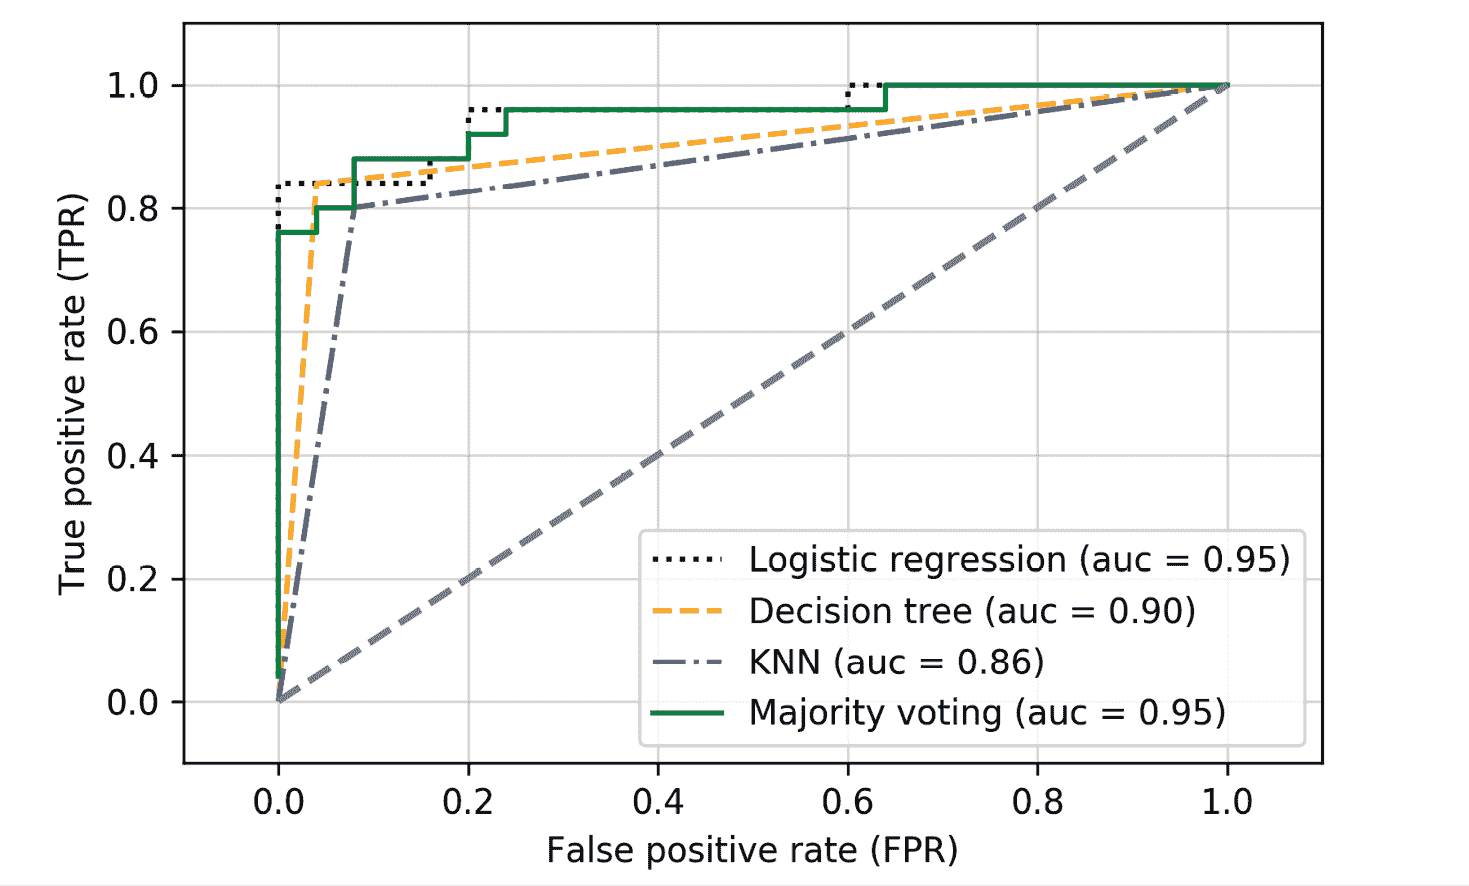 1.0
0.8
0.6
0.4
0.2
0.0
True positive rate (TPR)
Logistic regression (auc = 0.95)
Decision tree (auc = 0.90)
KNN (auc = 0.86)
Majority voting (auc = 0.95)
0.0 0.2 0.4 0.6 0.8 1.0
False positive rate (FPR)